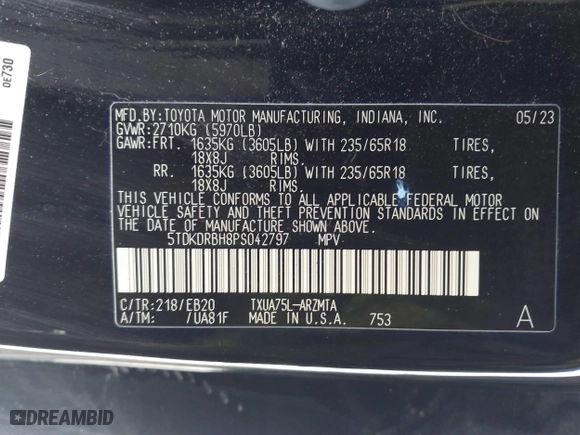 0E730
MFD.BY:TOYOTA MOTOR MANUFACTURING, INDIANA, INC. 05/23
GVWR:2710KG (5970LB)
GAWR:FRT. 1635KG (3605LB) WITH 235/65R18 TIRES,
18X8J RIMS.
RR. 1635KG (3605LB) WITH 235/65R18 TIRES,
18X8J RIMS.
THIS VEHICLE CONFORMS TO ALL APPLICABLE FEDERAL MOTOR
VEHICLE SAFETY AND THEFT PREVENTION STANDARDS IN EFFECT ON
THE DATE OF MANUFACTURE SHOWN ABOVE.
5TDKDRBH8PS042797 MPV
C/TR:218/EB20 TXUA75L-ARZMTA
A/TM: /UA81F MADE IN U.S.A. 753 A
DREAMBID